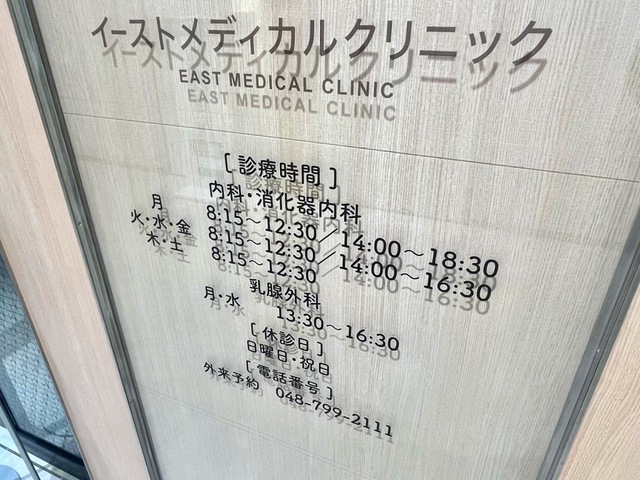 イーストメディカルクリニック
EAST MEDICAL CLINIC
[診療時間]
内科・消化器内科
月 8:15〜12:30／14:00〜18:30
火・水・金 8:15〜12:30／14:00〜16:30
木・土 8:15〜12:30
乳腺外科
月・水 13:30〜16:30
[休診日]
日曜日・祝日
[電話番号]
外来予約 048-799-2111